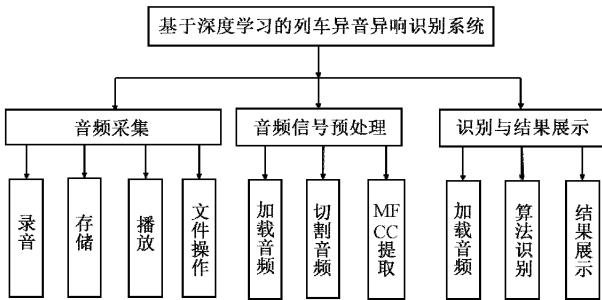 基于深度学习的列车异音异响识别系统
音频采集
音频信号预处理
识别与结果展示
录音
存储
播放
文件操作
加载音频
切割音频
MFCC提取
加载音频
算法识别
结果展示